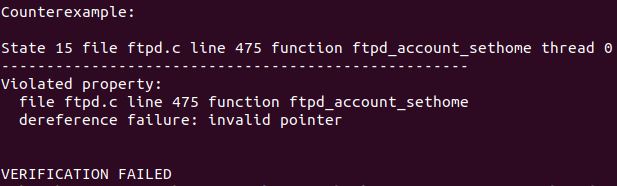 Counterexample:
State 15 file ftpd.c line 475 function ftpd_account_sethome thread 0
----------------------------------------------------
Violated property:
  file ftpd.c line 475 function ftpd_account_sethome
  dereference failure: invalid pointer
VERIFICATION FAILED